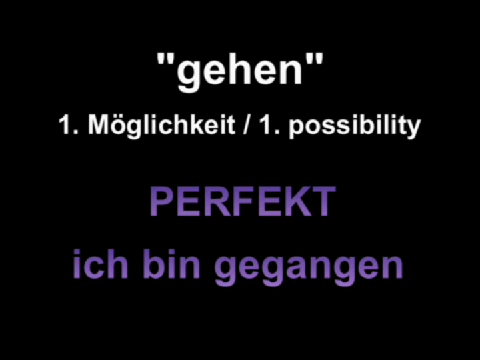 "gehen"
1. Möglichkeit / 1. possibility
PERFEKT
ich bin gegangen